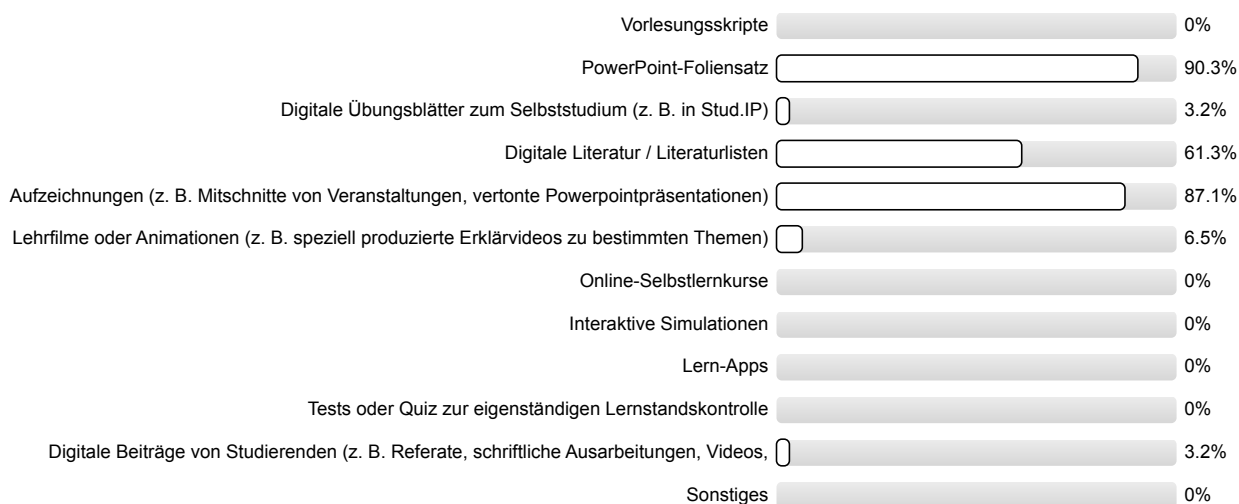 Vorlesungsskripte 0%
PowerPoint-Foliensatz 90.3%
Digitale Übungsblätter zum Selbststudium (z. B. in Stud.IP) 3.2%
Digitale Literatur / Literaturlisten 61.3%
Aufzeichnungen (z. B. Mitschnitte von Veranstaltungen, vertonte Powerpointpräsentationen) 87.1%
Lehrfilme oder Animationen (z. B. speziell produzierte Erklärvideos zu bestimmten Themen) 6.5%
Online-Selbstlernkurse 0%
Interaktive Simulationen 0%
Lern-Apps 0%
Tests oder Quiz zur eigenständigen Lernstandskontrolle 0%
Digitale Beiträge von Studierenden (z. B. Referate, schriftliche Ausarbeitungen, Videos, 3.2%
Sonstiges 0%